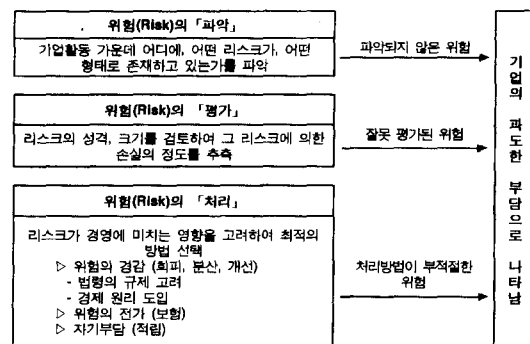 위험(Risk)의 「파악」
기업활동 가운데 어디에, 어떤 리스크가, 어떤
형태로 존재하고 있는가를 파악
파악되지 않은 위험
위험(Risk)의 「평가」
리스크의 성격, 크기를 검토하여 그 리스크에 의한
손실의 정도를 추측
잘못 평가된 위험
위험(Risk)의 「처리」
리스크가 경영에 미치는 영향을 고려하여 최적의
방법 선택
▷ 위험의 경감 (회피, 분산, 개선)
- 법령의 규제 고려
- 경제 원리 도입
▷ 위험의 전가 (보험)
▷ 자기부담 (적립)
처리방법이 부적절한
위험
기업의 과도한 부담으로 나타남